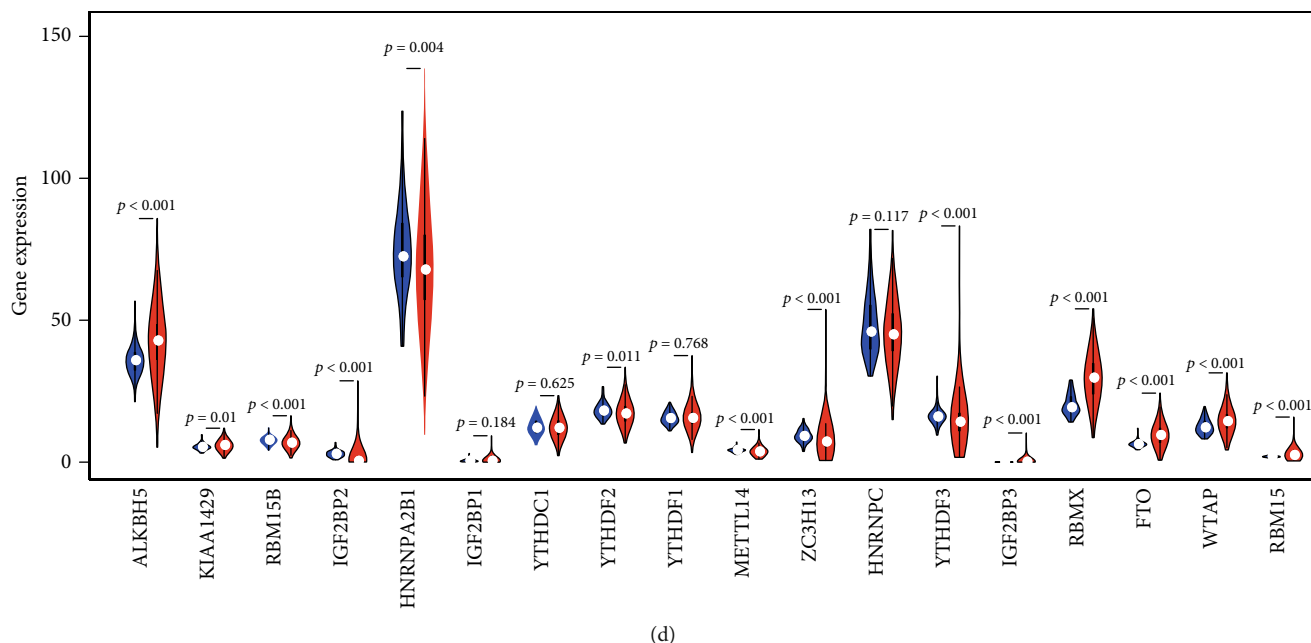 150
p = 0.004
100
p < 0.001
p = 0.117
p < 0.001
Gene expression
50
p < 0.001
p < 0.001
p < 0.001
p = 0.011
p = 0.768
p = 0.625
p < 0.001
p < 0.001
p = 0.01
p < 0.001
p = 0.184
p < 0.001
p < 0.001
p < 0.001
0
ALKBH5
KIAA1429
RBM15B
IGF2BP2
HNRNPA2B1
IGF2BP1
YTHDC1
YTHDF2
YTHDF1
METTL14
ZC3H13
HNRNPC
YTHDF3
IGF2BP3
RBMX
FTO
WTAP
RBM15
(d)